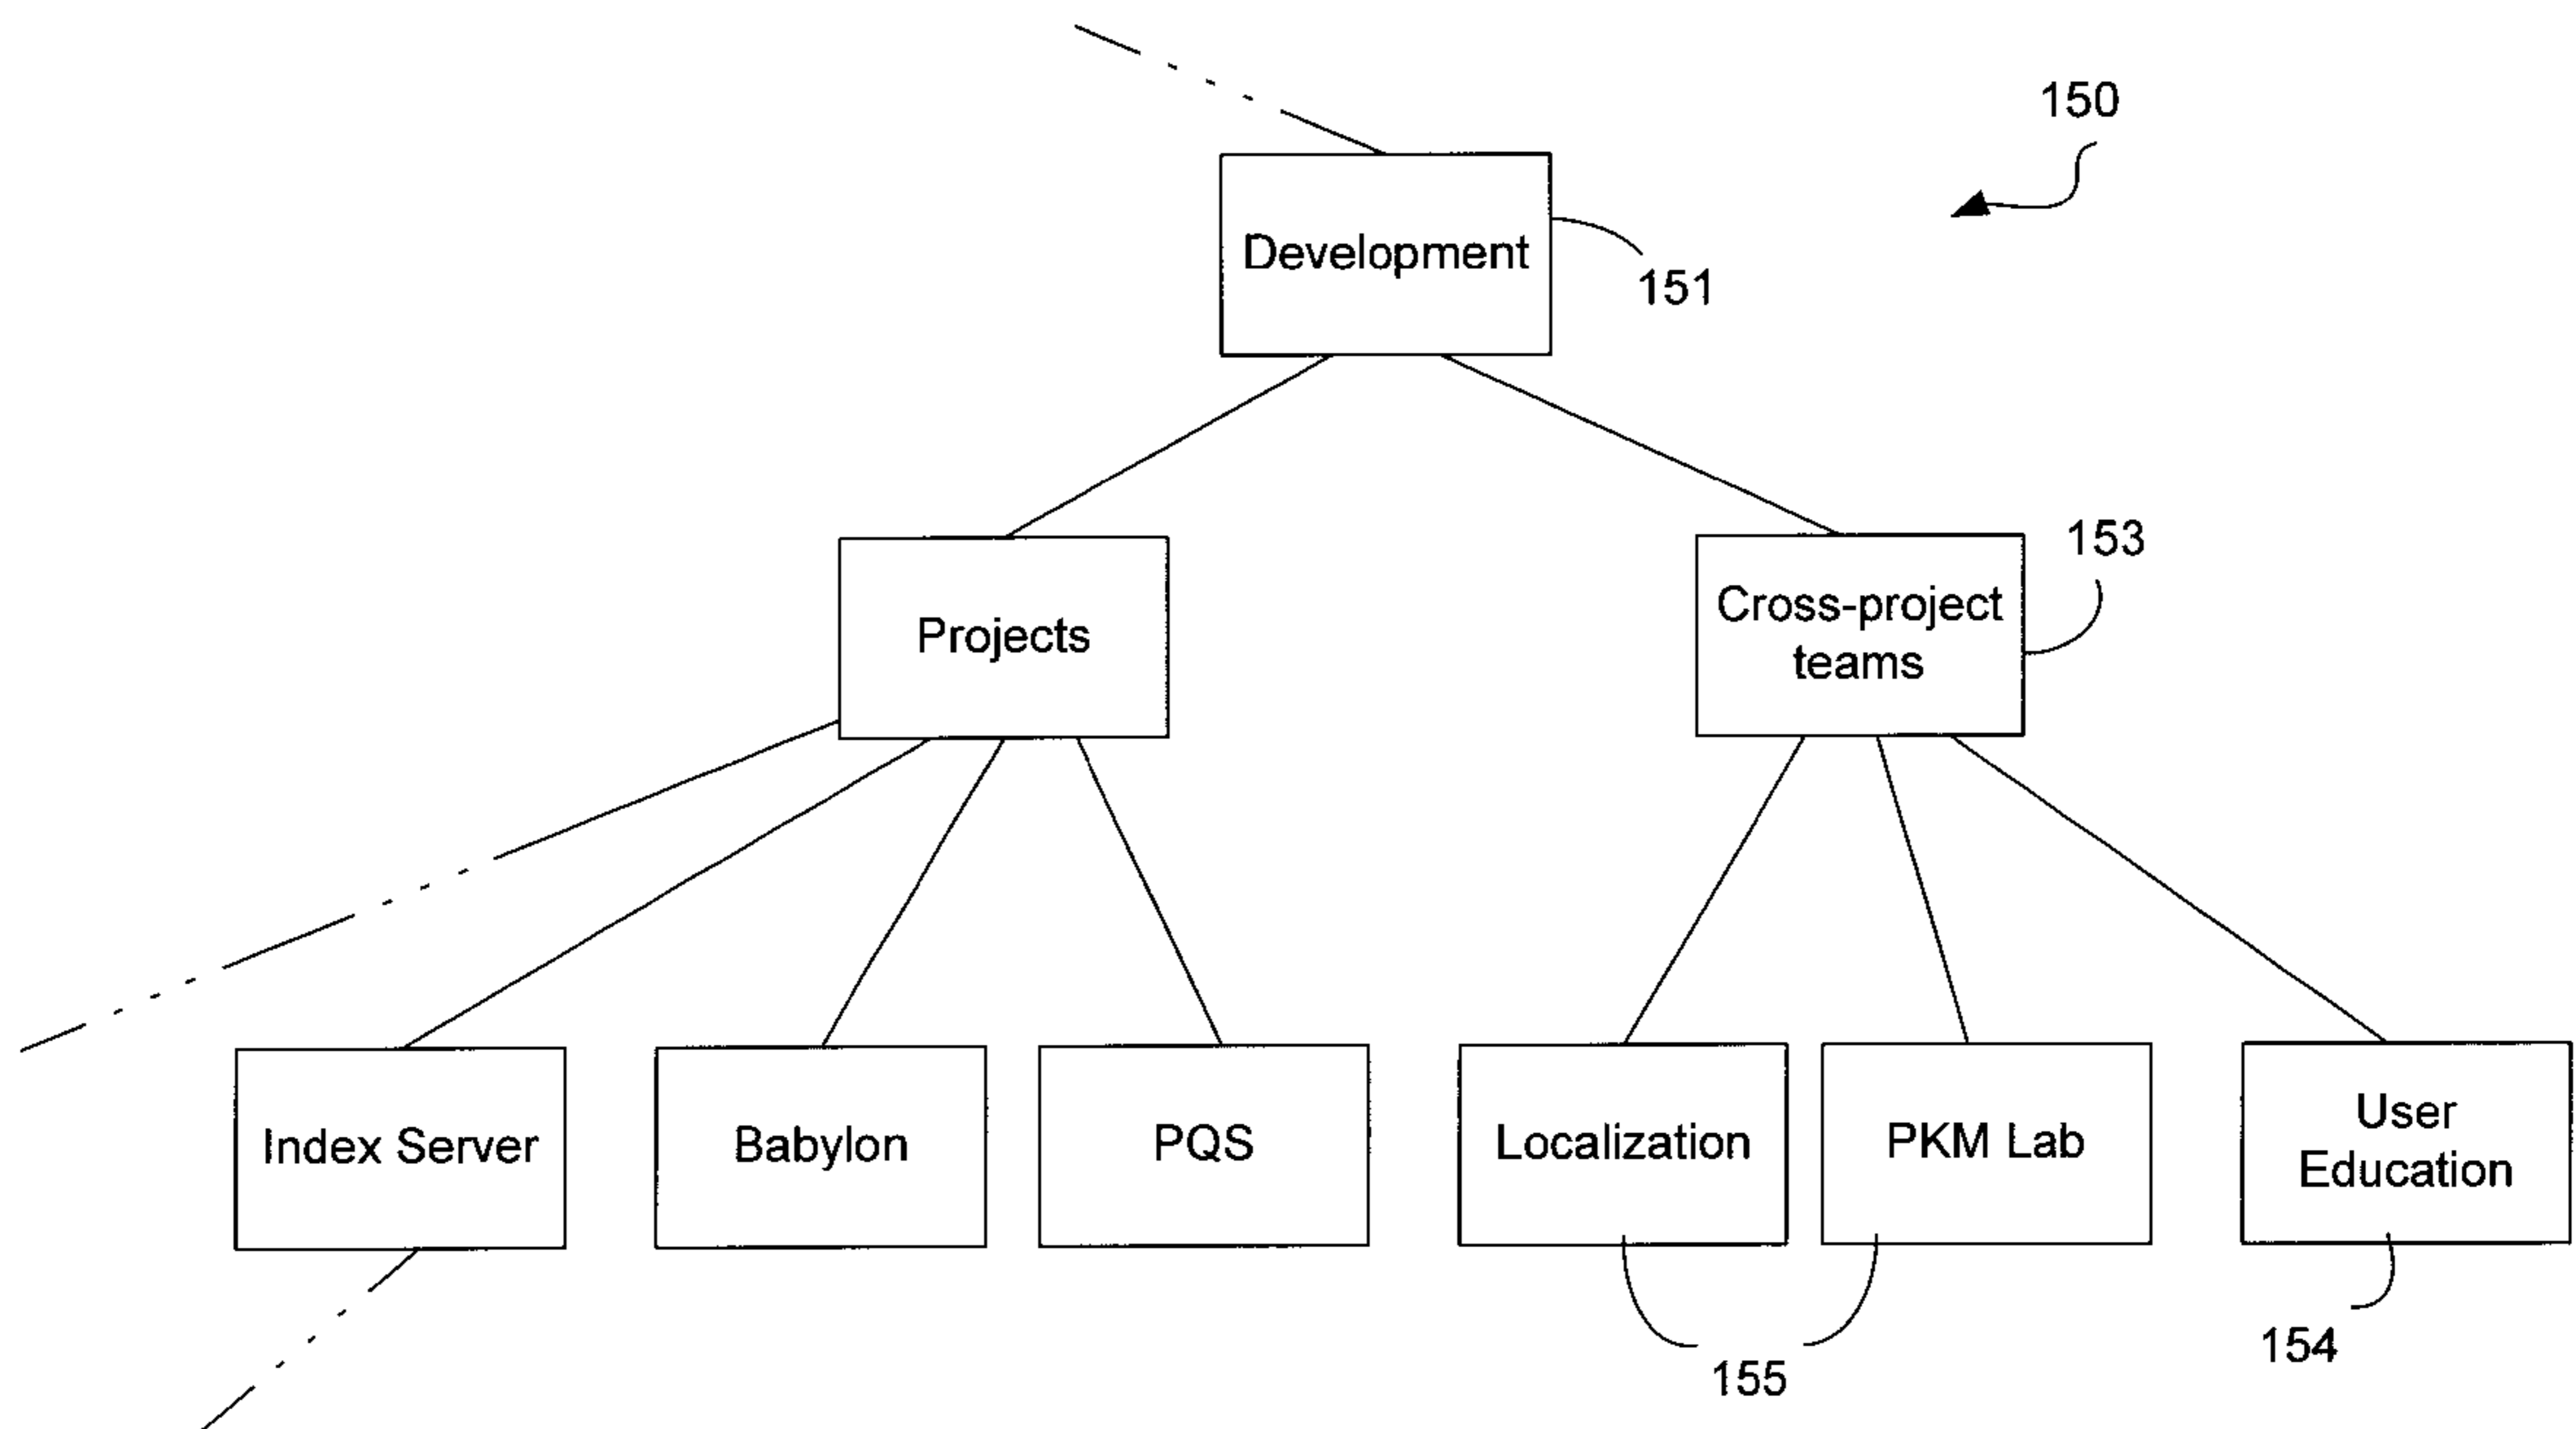 150
Development
151
Projects
Cross-project
teams
153
Index Server
Babylon
PQS
Localization
PKM Lab
User
Education
155
154